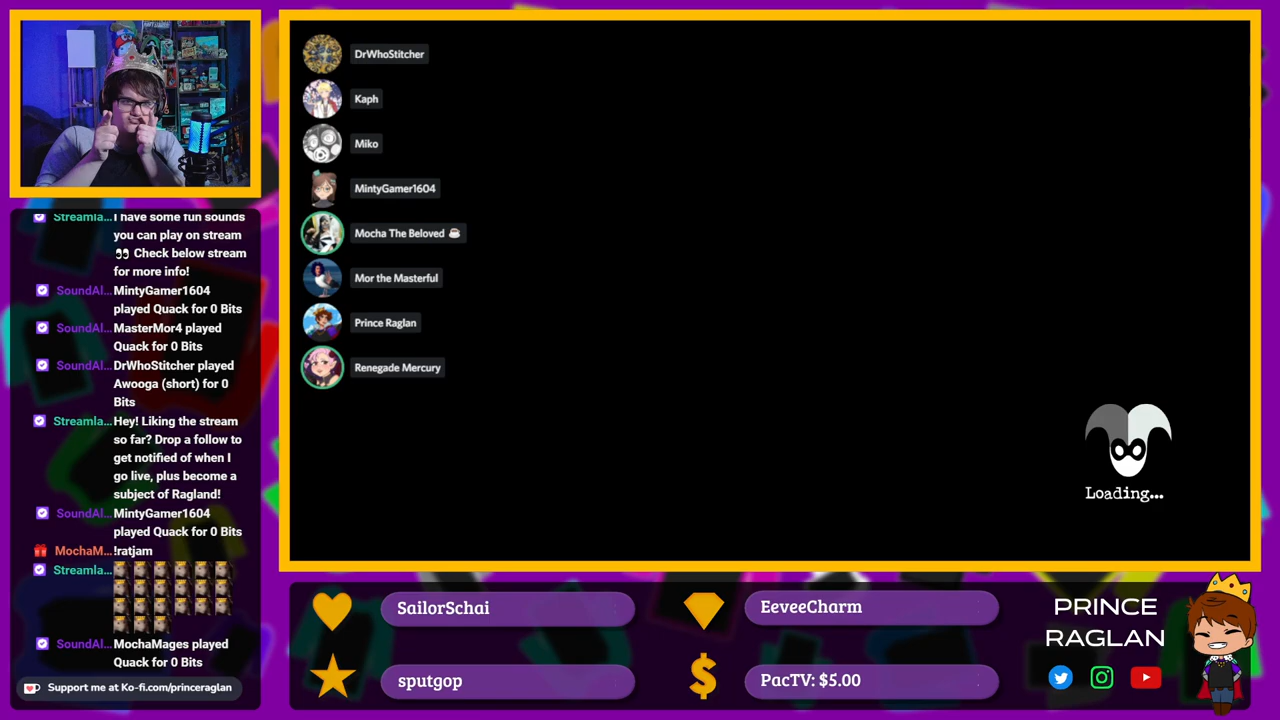 DrWhoStitcher
Kaph
Miko
MintyGamer1604
Mocha The Beloved ☕
Mor the Masterful
Prince Raglan
Renegade Mercury
Loading...
Streamla... I have some fun sounds
you can play on stream
👀 Check below stream
for more info!
SoundAl... MintyGamer1604
played Quack for 0 Bits
SoundAl... MasterMor4 played
Quack for 0 Bits
SoundAl... DrWhoStitcher played
Awooga (short) for 0
Bits
Streamla... Hey! Liking the stream
so far? Drop a follow to
get notified of when I
go live, plus become a
subject of Ragland!
SoundAl... MintyGamer1604
played Quack for 0 Bits
MochaM... !ratjam
Streamla...
SoundAl... MochaMages played
Quack for 0 Bits
Support me at Ko-fi.com/princeraglan
SailorSchai
EeveeCharm
sputgop
PacTV: $5.00
PRINCE
RAGLAN